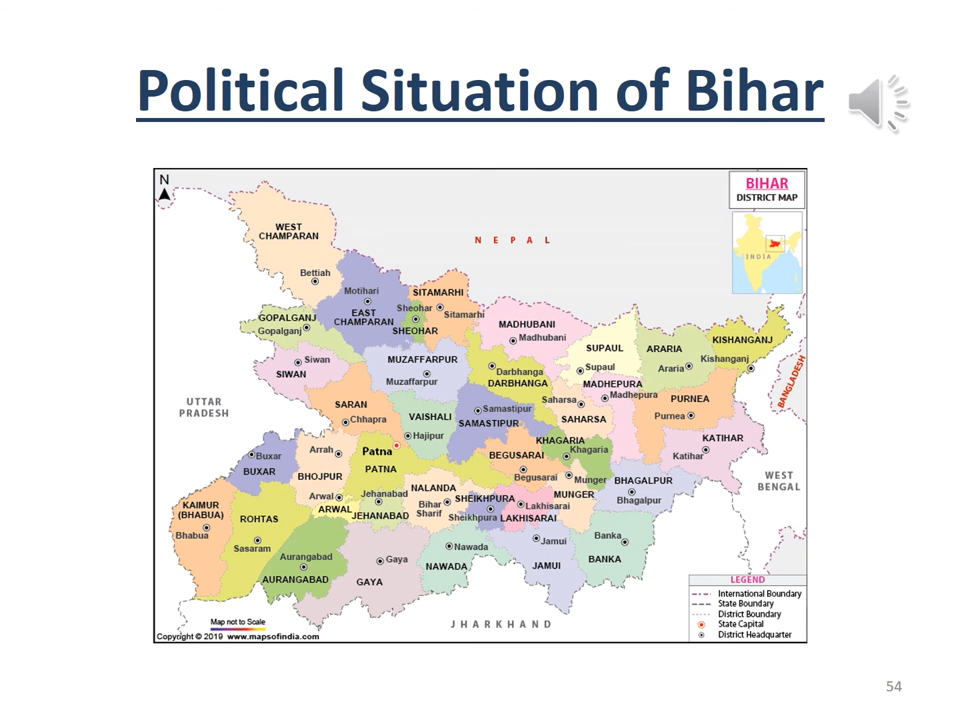 Political Situation of Bihar
N
BIHAR
DISTRICT MAP
INDIA
NEPAL
WEST
CHAMPARAN
Bettiah
Motihari
EAST
CHAMPARAN
SITAMARHI
Sheohar
Sitamarhi
SHEOHAR
GOPALGANJ
Gopalganj
MADHUBANI
Madhubani
SUPAUL
Supaul
ARARIA
Araria
KISHANGANJ
Kishanganj
BANGLADESH
Siwan
SIWAN
MUZAFFARPUR
Muzaffarpur
Darbhanga
DARBHANGA
MADHEPURA
Madhepura
Saharsa
SAHARSA
PURNEA
Purnea
UTTAR
PRADESH
SARAN
Chhapra
VAISHALI
Hajipur
Samastipur
SAMASTIPUR
KHAGARIA
Khagaria
KATIHAR
Katihar
Buxar
BUXAR
Arrah
BHOJPUR
Patna
PATNA
BEGUSARAI
Begusarai
Munger
MUNGER
BHAGALPUR
Bhagalpur
WEST
BENGAL
KAIMUR
(BHABUA)
Bhabua
ROHTAS
Sasaram
Arwal
ARWAL
Jehanabad
JEHANABAD
NALANDA
Bihar
Sharif
SHEIKHPURA
Sheikhpura
Lakhisarai
LAKHISARAI
Aurangabad
AURANGABAD
Gaya
GAYA
Nawada
NAWADA
Jamui
JAMUI
Banka
BANKA
JHARKHAND
LEGEND
International Boundary
State Boundary
District Boundary
State Capital
District Headquarter
Map not to Scale
Copyright © 2019 www.mapsofindia.com
54